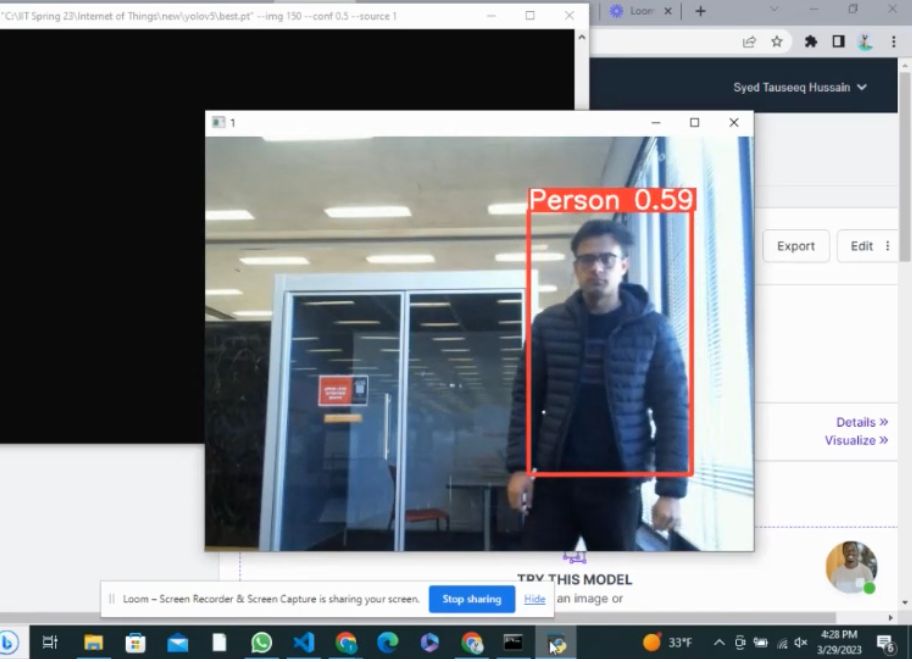 "C:\IIT Spring 23\Internet of Things\new\yolov5\best.pt" --img 150 --conf 0.5 --source 1
Loom
Syed Tauseeq Hussain
1
Person 0.59
Export
Edit
Details »
Visualize »
TRY THIS MODEL
an image or
Loom – Screen Recorder & Screen Capture is sharing your screen.
Stop sharing
Hide
33°F
4:28 PM
3/29/2023
6